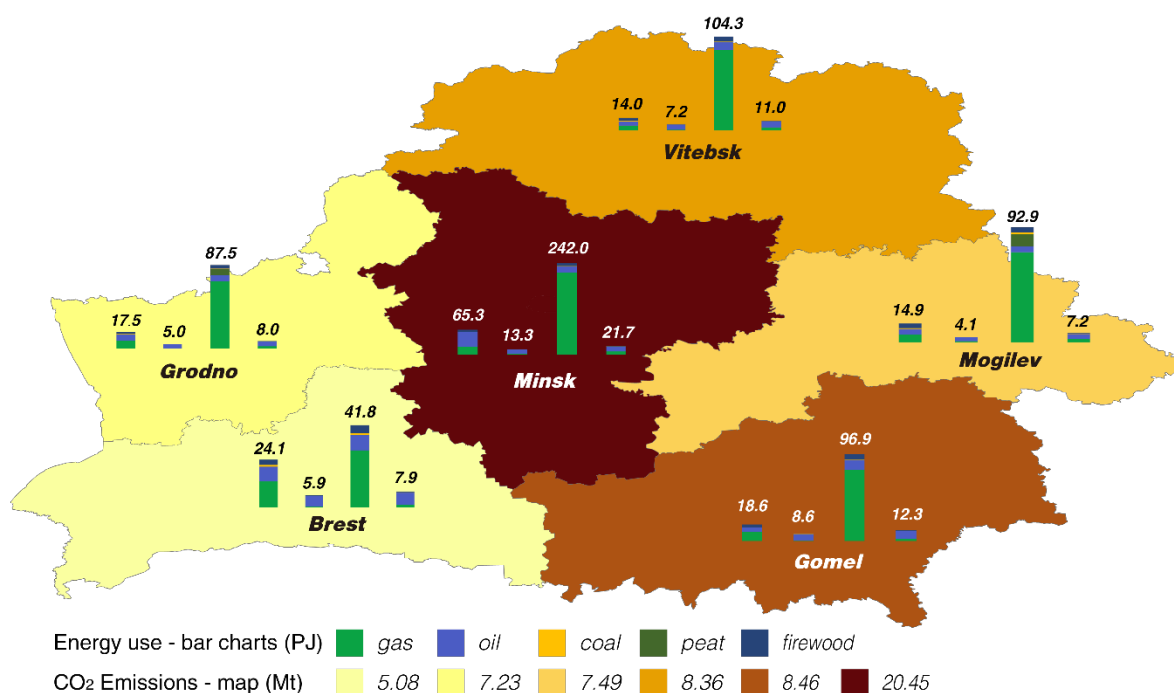 104.3
14.0 7.2 11.0
Vitebsk
92.9
87.5
242.0
17.5 5.0 8.0
65.3 13.3 21.7
14.9 4.1 7.2
Grodno
Minsk
Mogilev
41.8
24.1 5.9 7.9
Brest
96.9
18.6 8.6 12.3
Gomel
Energy use - bar charts (PJ) gas oil coal peat firewood
CO₂ Emissions - map (Mt) 5.08 7.23 7.49 8.36 8.46 20.45